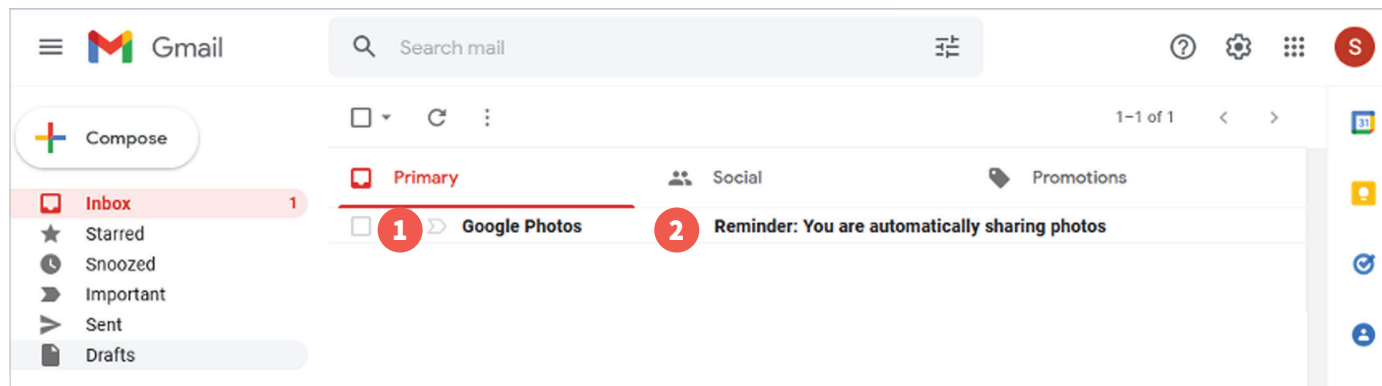 Gmail
Search mail
S
Compose
1–1 of 1
31
Primary
Social
Promotions
Inbox 1
1 Google Photos 2 Reminder: You are automatically sharing photos
Starred
Snoozed
Important
Sent
Drafts